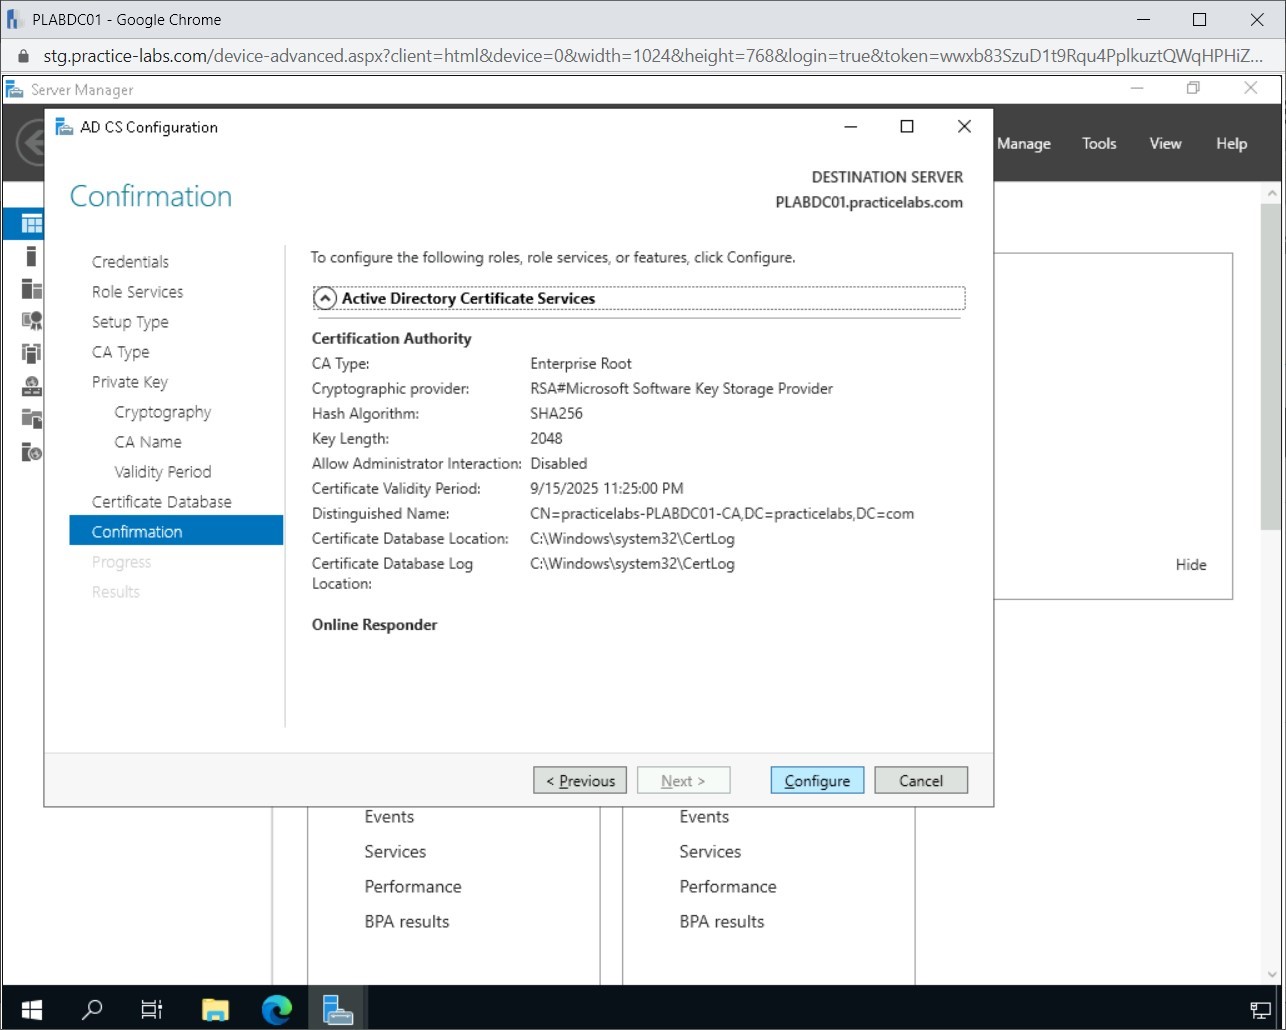 PLABDC01 - Google Chrome
stg.practice-labs.com/device-advanced.aspx?client=html&device=0&width=1024&height=768&login=true&token=wwxb83SzuD1t9Rqu4PplkuztQWqHPHiZ...
Server Manager
AD CS Configuration
Manage Tools View Help
Confirmation
DESTINATION SERVER
PLABDC01.practicelabs.com
Credentials
Role Services
Setup Type
CA Type
Private Key
Cryptography
CA Name
Validity Period
Certificate Database
Confirmation
Progress
Results
To configure the following roles, role services, or features, click Configure.
Active Directory Certificate Services
Certification Authority
CA Type: Enterprise Root
Cryptographic provider: RSA#Microsoft Software Key Storage Provider
Hash Algorithm: SHA256
Key Length: 2048
Allow Administrator Interaction: Disabled
Certificate Validity Period: 9/15/2025 11:25:00 PM
Distinguished Name: CN=practicelabs-PLABDC01-CA,DC=practicelabs,DC=com
Certificate Database Location: C:\Windows\system32\CertLog
Certificate Database Log C:\Windows\system32\CertLog
Location:
Online Responder
Hide
< Previous Next > Configure Cancel
Events Events
Services Services
Performance Performance
BPA results BPA results